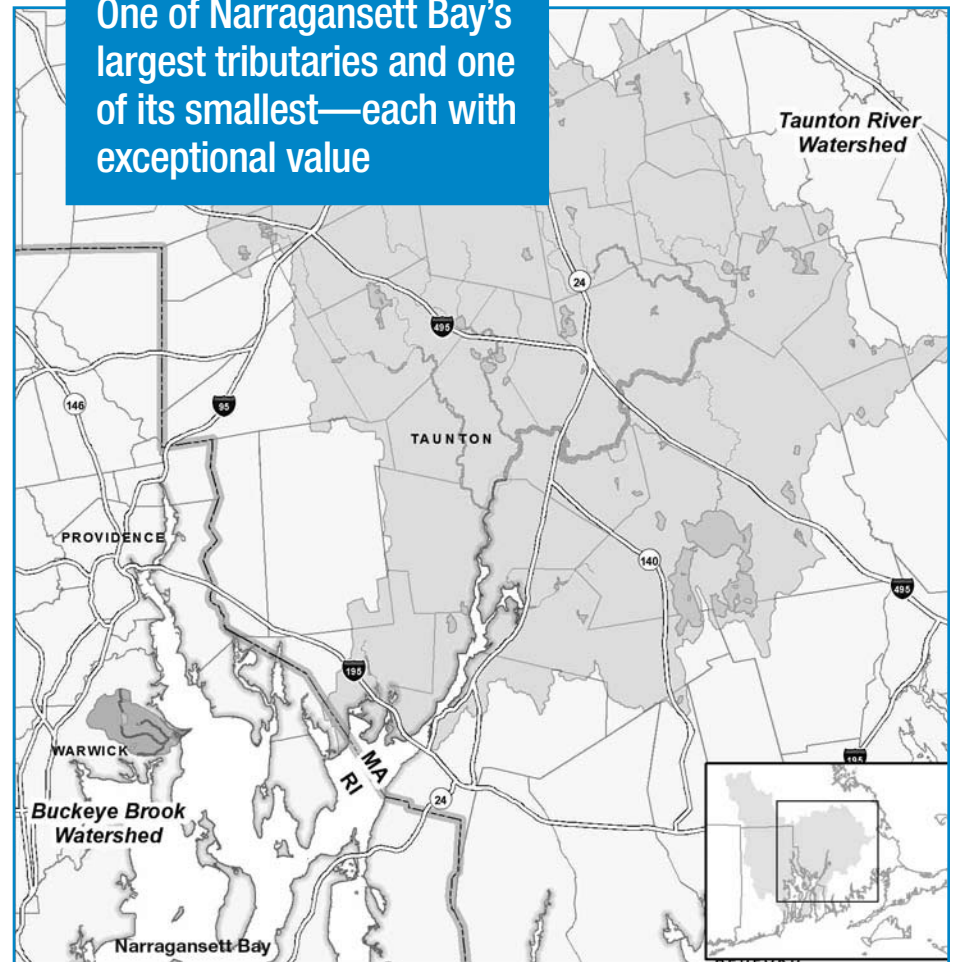 One of Narragansett Bay's
largest tributaries and one
of its smallest—each with
exceptional value
Taunton River
Watershed
24
495
146
95
TAUNTON
PROVIDENCE
140
495
195
WARWICK
MA
RI
195
24
Buckeye Brook
Watershed
Narragansett Bay